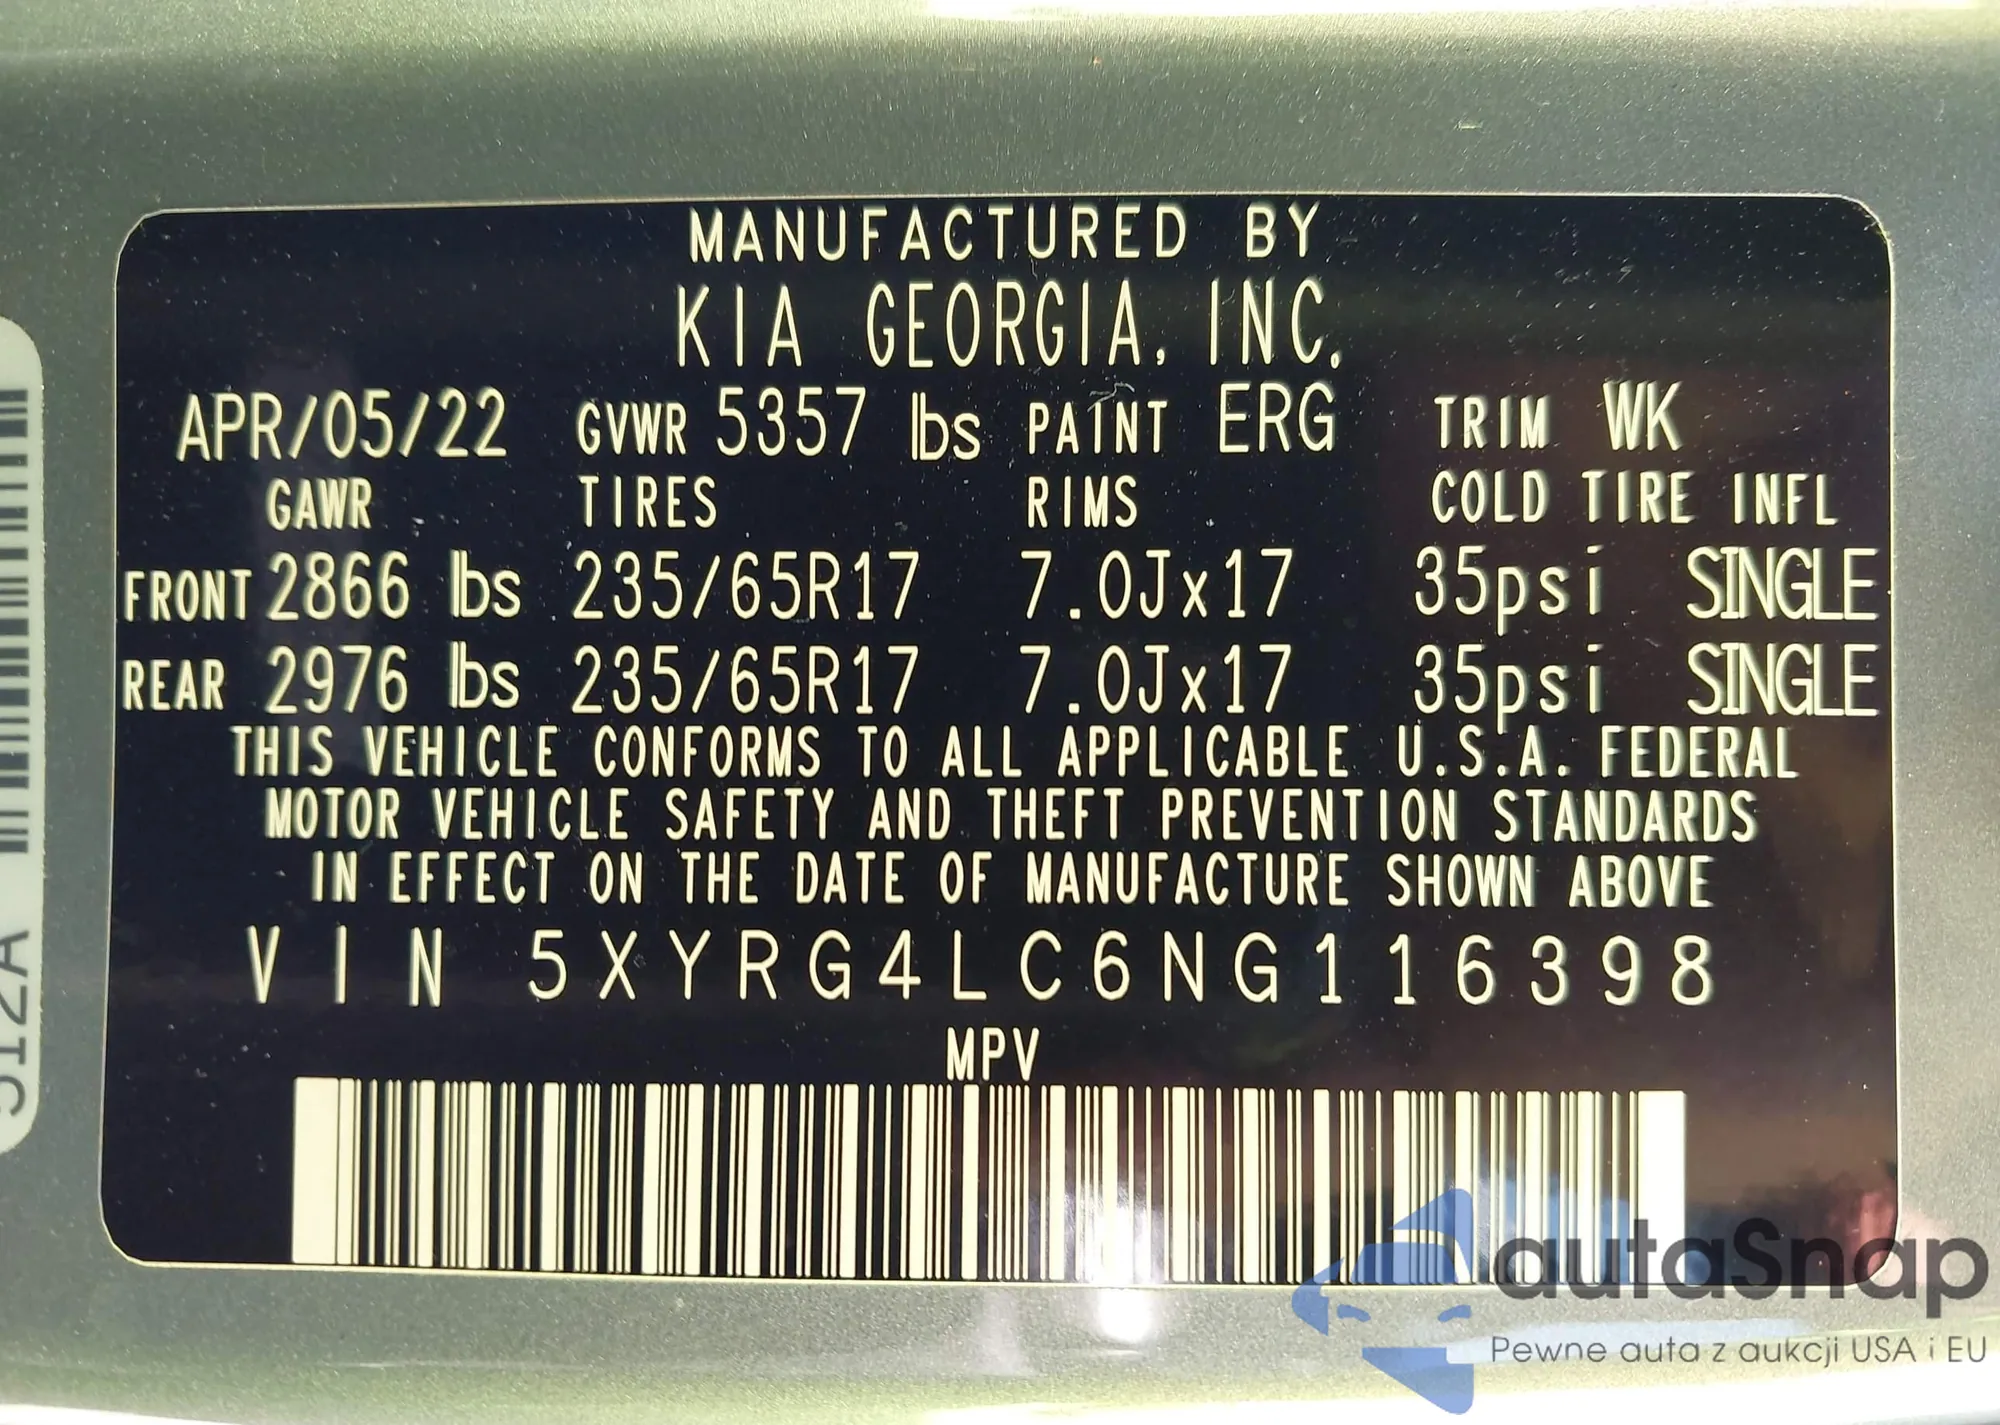 MANUFACTURED BY
KIA GEORGIA, INC.
APR/05/22 GVWR 5357 lbs PAINT ERG TRIM WK
GAWR TIRES RIMS COLD TIRE INFL
FRONT 2866 lbs 235/65R17 7.0Jx17 35psi SINGLE
REAR 2976 lbs 235/65R17 7.0Jx17 35psi SINGLE
THIS VEHICLE CONFORMS TO ALL APPLICABLE U.S.A. FEDERAL
MOTOR VEHICLE SAFETY AND THEFT PREVENTION STANDARDS
IN EFFECT ON THE DATE OF MANUFACTURE SHOWN ABOVE
VIN 5XYRG4LC6NG116398
MPV
autaSnap
Pewne auta z aukcji USA i EU